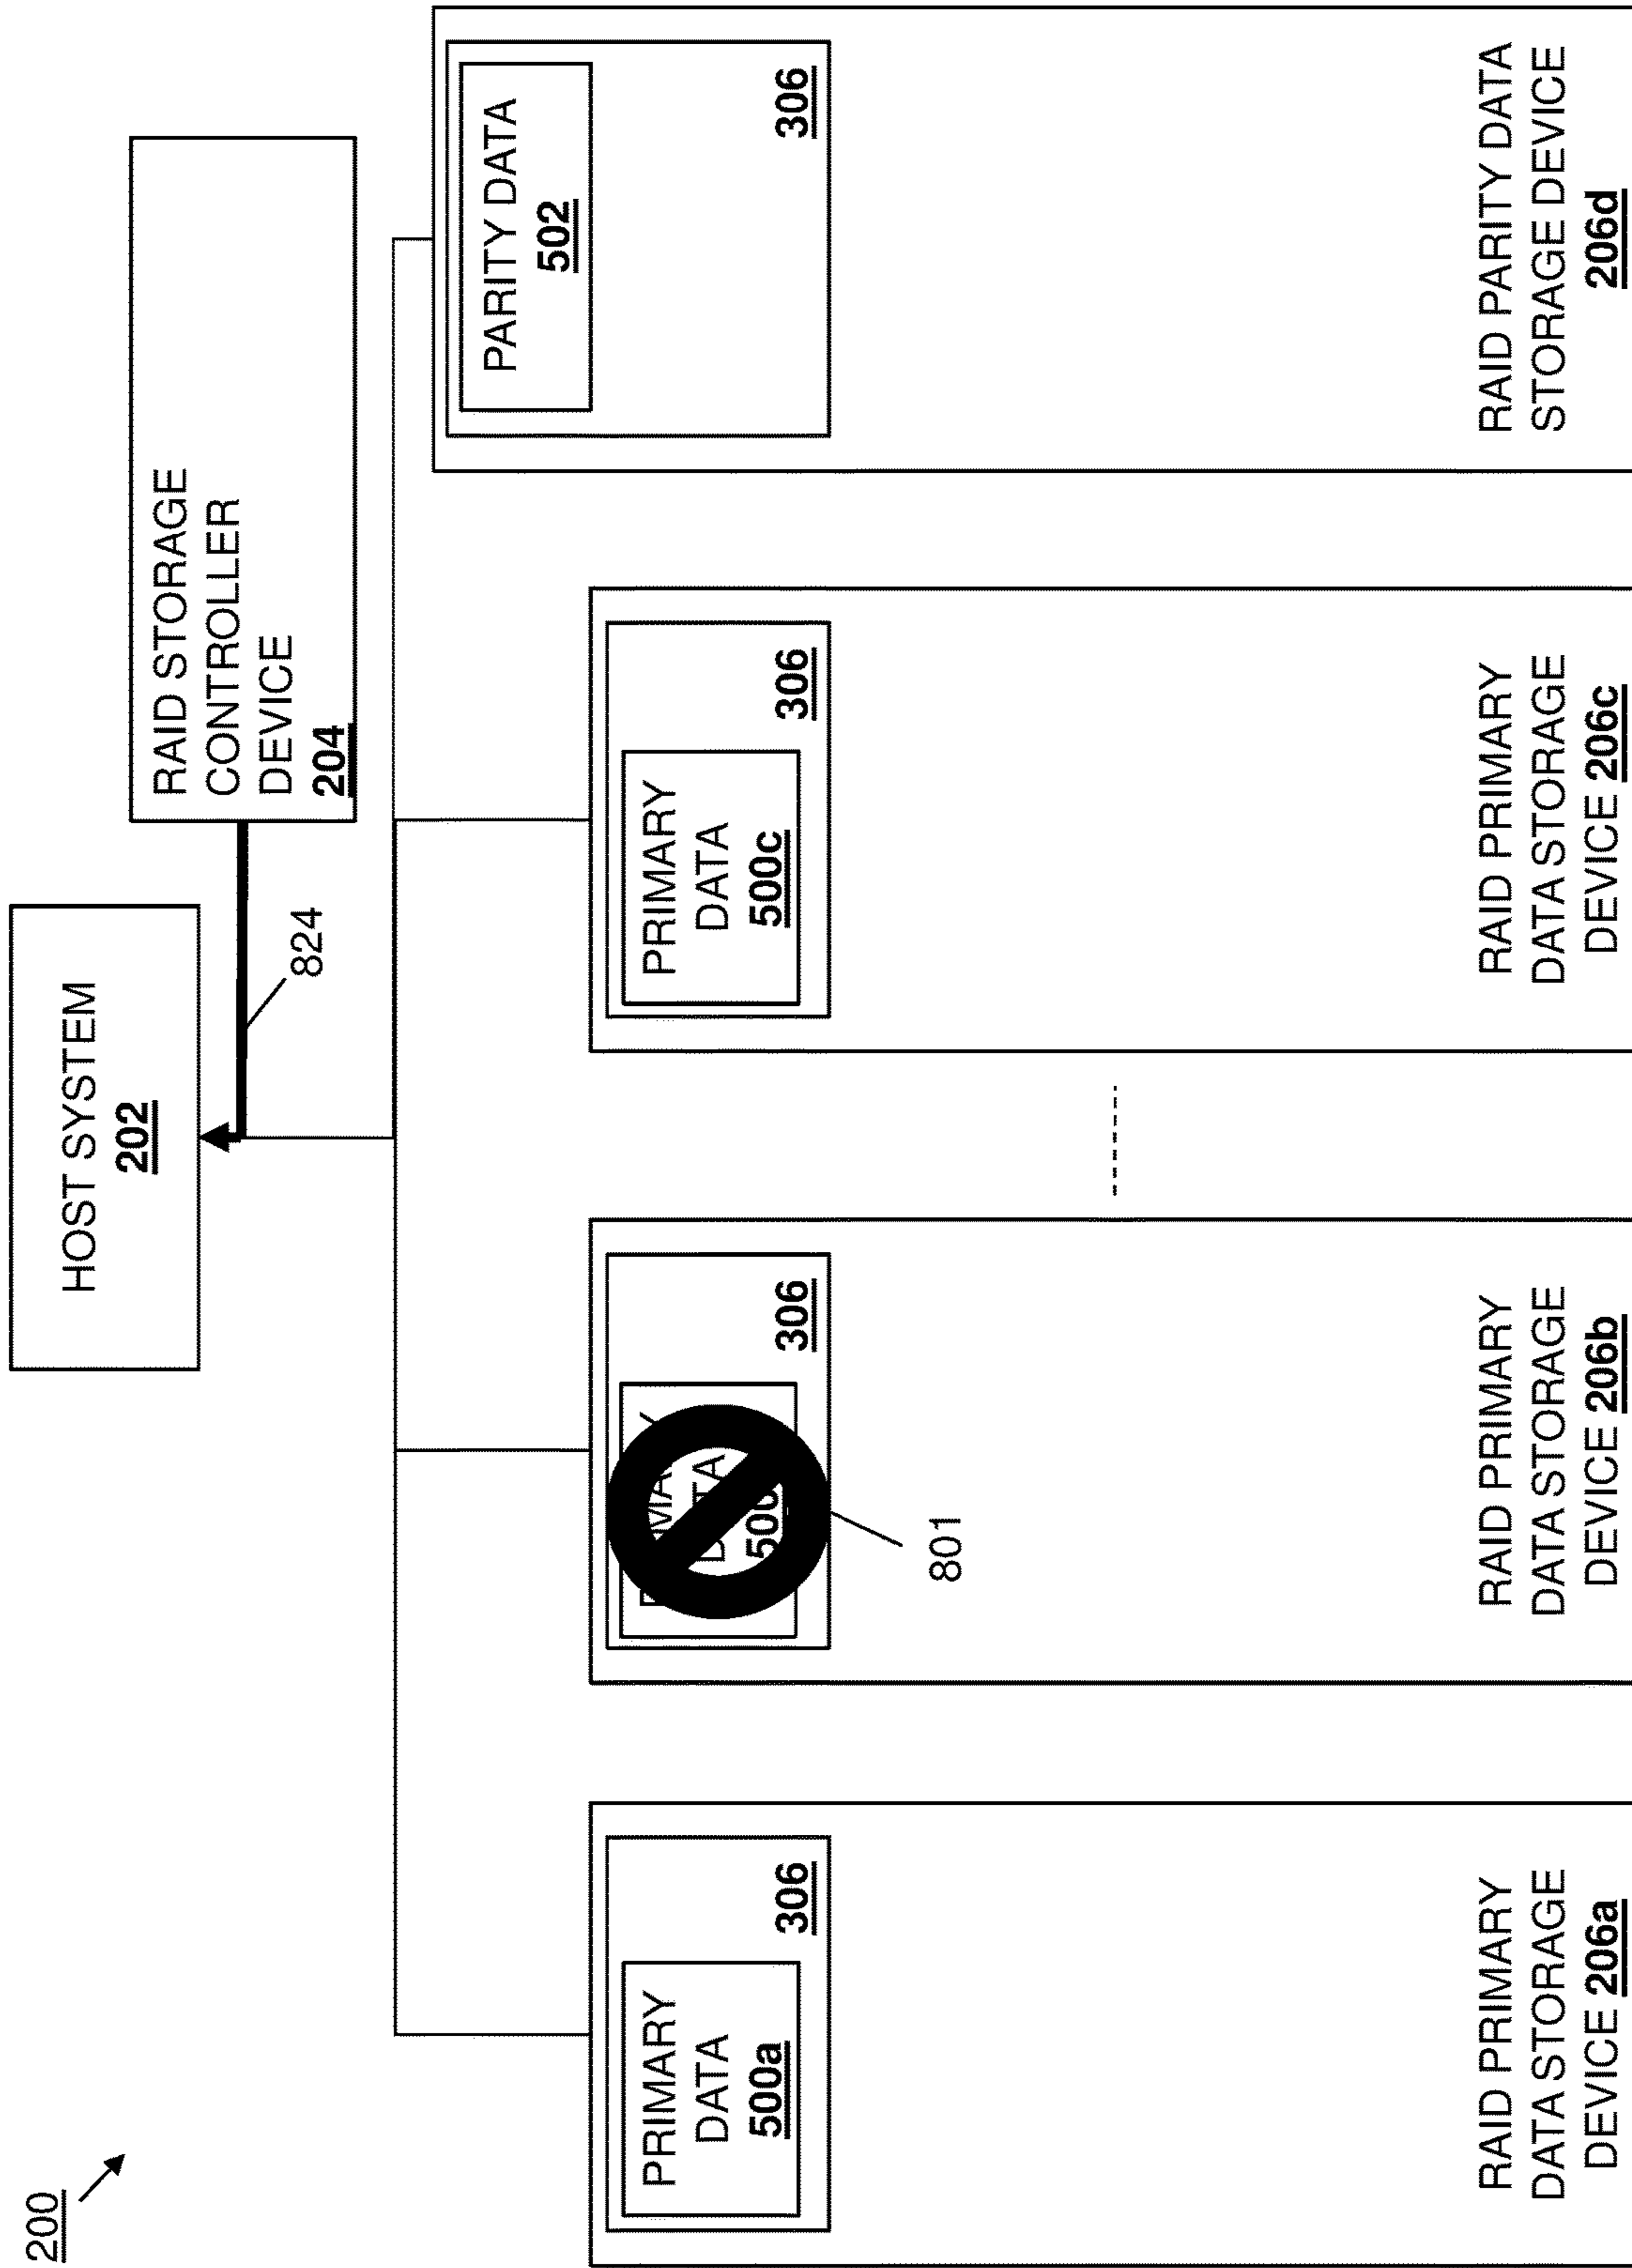 200
HOST SYSTEM
202
824
RAID STORAGE
CONTROLLER
DEVICE
204
PRIMARY
DATA
500a
306
RAID PRIMARY
DATA STORAGE
DEVICE 206a
306
801
RAID PRIMARY
DATA STORAGE
DEVICE 206b
PRIMARY
DATA
500c
306
RAID PRIMARY
DATA STORAGE
DEVICE 206c
PARITY DATA
502
306
RAID PARITY DATA
STORAGE DEVICE
206d